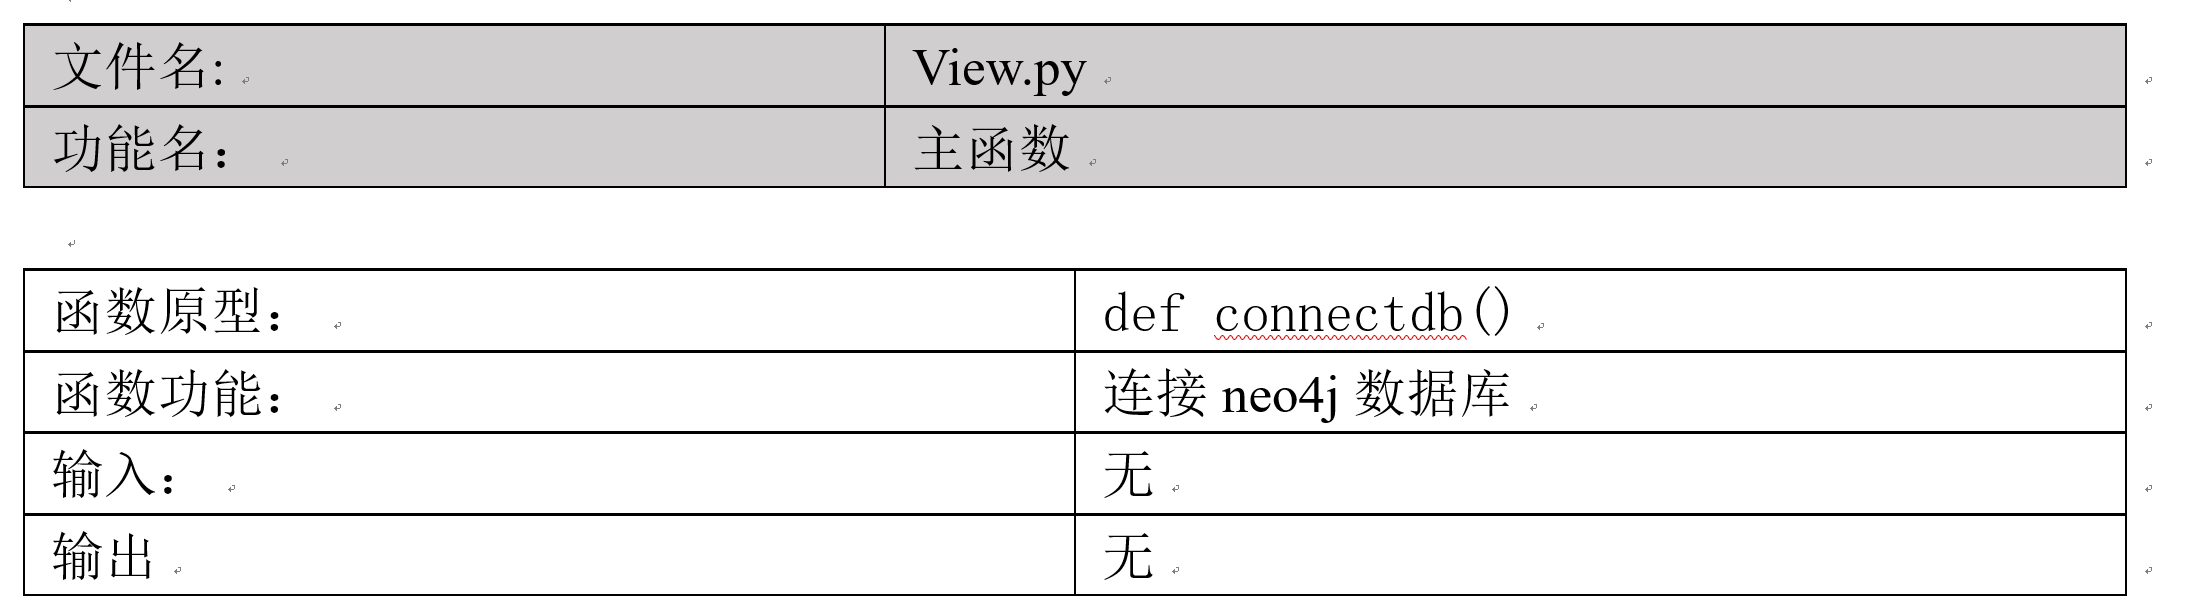 文件名: View.py
功能名： 主函数
函数原型： def connectdb()
函数功能： 连接 neo4j 数据库
输入： 无
输出 无